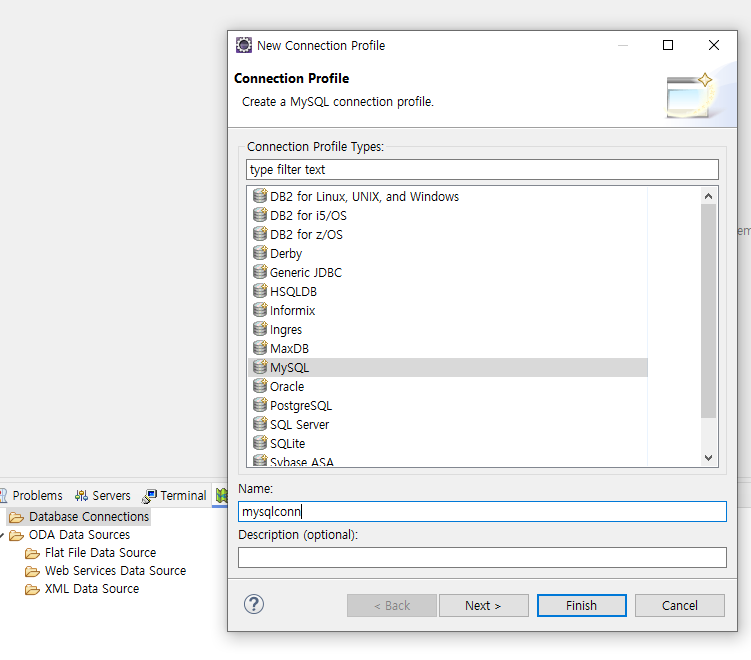 New Connection Profile
Connection Profile
Create a MySQL connection profile.
Connection Profile Types:
type filter text
DB2 for Linux, UNIX, and Windows
DB2 for i5/OS
DB2 for z/OS
Derby
Generic JDBC
HSQLDB
Informix
Ingres
MaxDB
MySQL
Oracle
PostgreSQL
SQL Server
SQLite
Sybase ASA
Name:
mysqlconn
Description (optional):
? < Back Next > Finish Cancel
em
Problems Servers Terminal
Database Connections
ODA Data Sources
Flat File Data Source
Web Services Data Source
XML Data Source